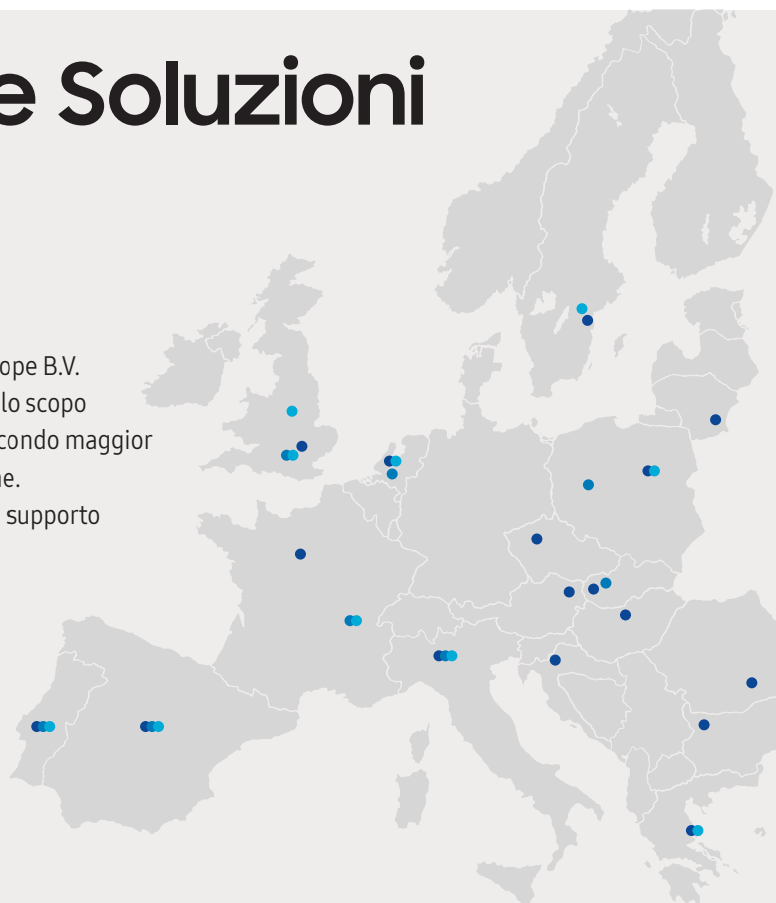 e Soluzioni
ope B.V.
lo scopo
condo maggior
ne.
supporto